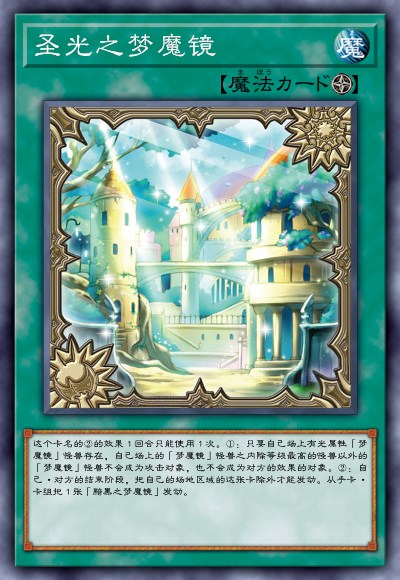 圣光之梦魔镜
魔
【魔法カード】
ま ほう
这个卡名的②的效果1回合只能使用1次。①:只要自己场上有光属性「梦
魔镜」怪兽存在,自己场上的「梦魔镜」怪兽之内除等级最高的怪兽以外的
「梦魔镜」怪兽不会成为攻击对象,也不会成为对方的效果的对象。②:自
己·对方的结束阶段,把自己的场地区域的这张卡除外才能发动。从手卡·
卡组把1张「黯黑之梦魔镜」发动。